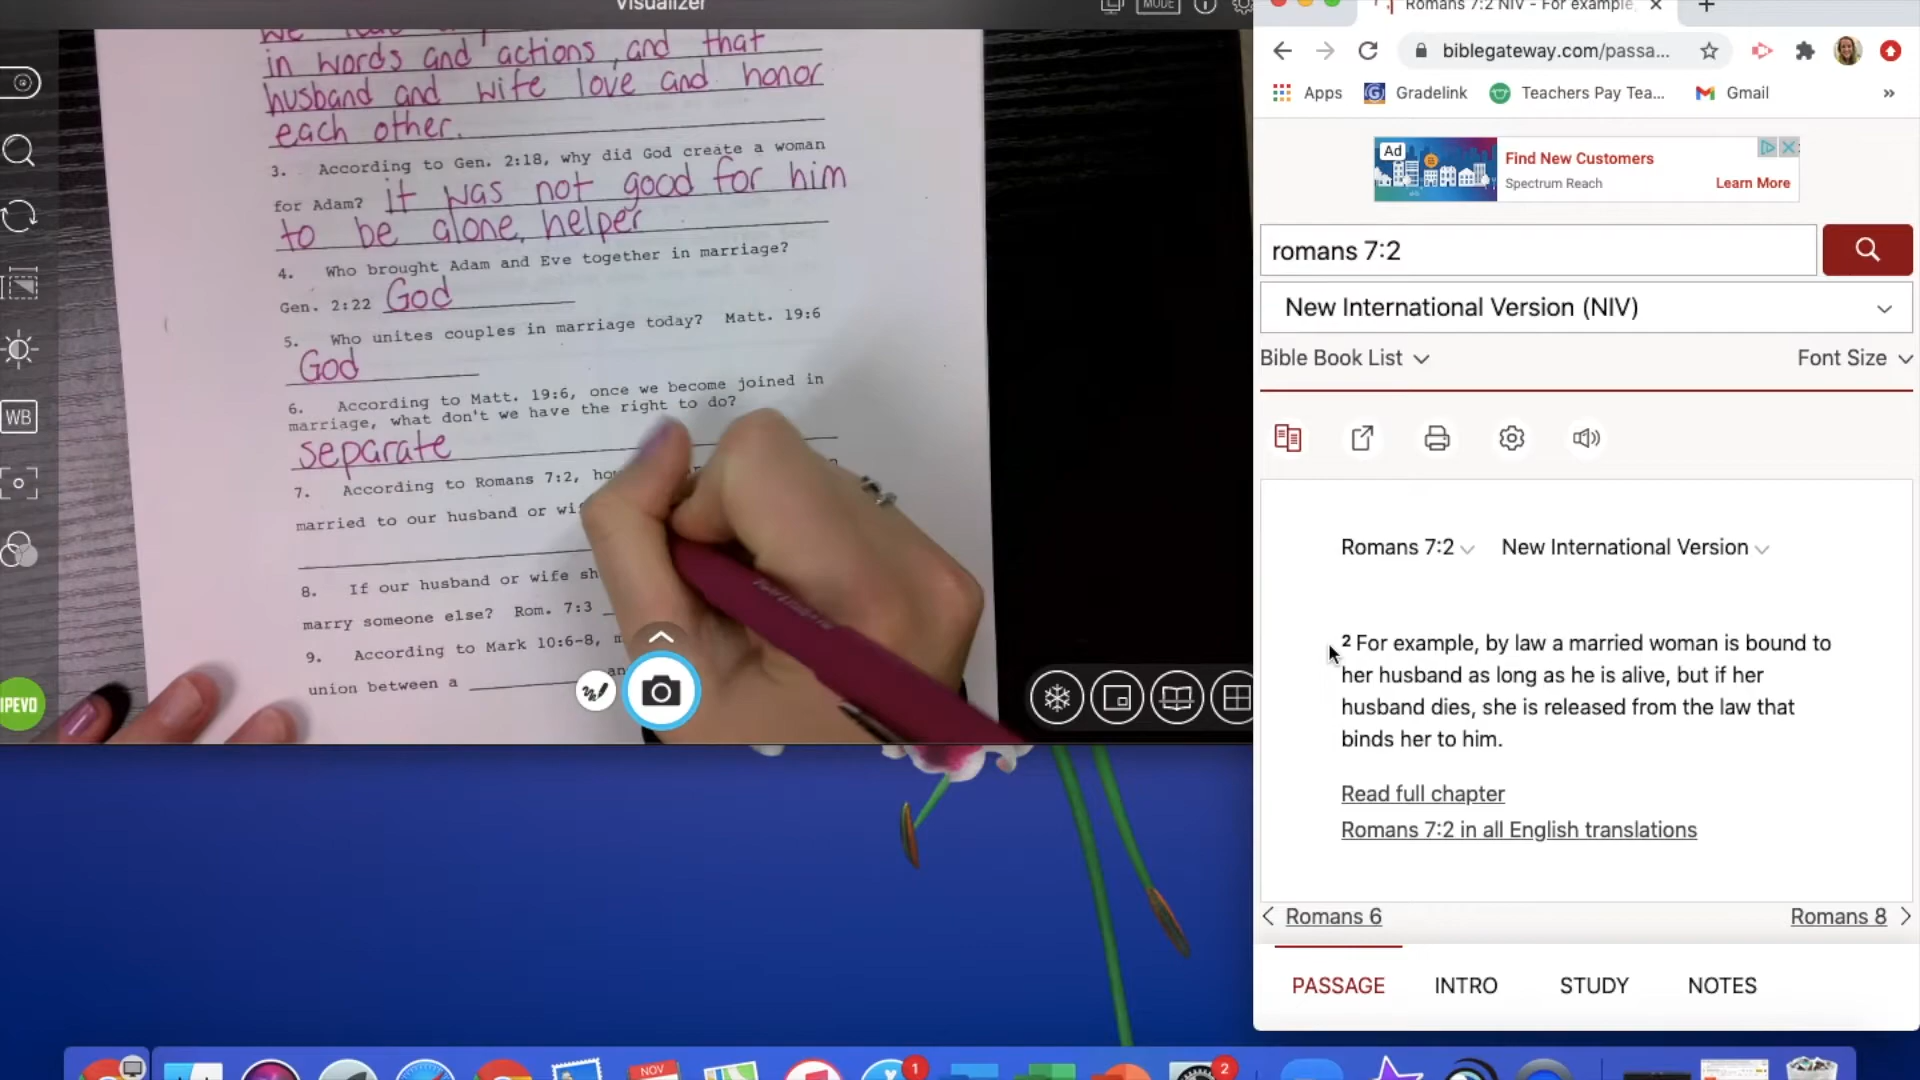 Visualizer
MODE
in words and actions, and that
husband and wife love and honor
each other.
3. According to Gen. 2:18, why did God create a woman
for Adam? it was not good for him
to be alone, helper
4. Who brought Adam and Eve together in marriage?
Gen. 2:22 God
5. Who unites couples in marriage today? Matt. 19:6
God
6. According to Matt. 19:6, once we become joined in
marriage, what don't we have the right to do?
separate
7. According to Romans 7:2,
married to our husband or
8. If our husband or wife
marry someone else? Rom. 7:3
9. According to Mark 10:6-8,
union between a
WB
IPEVO
Romans 7:2 NIV - For example,
biblegateway.com/passa...
Apps Gradelink Teachers Pay Tea... Gmail »
Ad
Find New Customers
Spectrum Reach Learn More
romans 7:2
New International Version (NIV)
Bible Book List Font Size
Romans 7:2 New International Version
2 For example, by law a married woman is bound to
her husband as long as he is alive, but if her
husband dies, she is released from the law that
binds her to him.
Read full chapter
Romans 7:2 in all English translations
Romans 6 Romans 8
PASSAGE INTRO STUDY NOTES
NOV 1 2